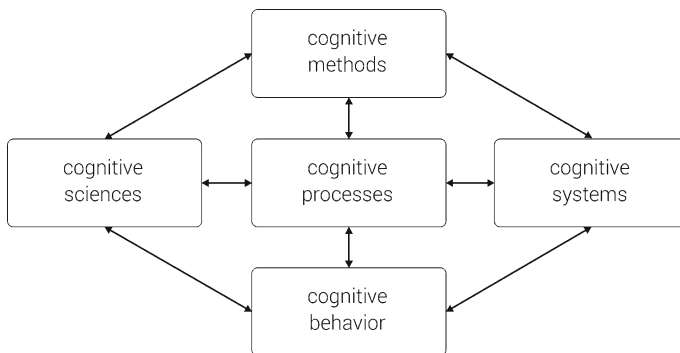 cognitive
methods
cognitive
sciences
cognitive
processes
cognitive
systems
cognitive
behavior